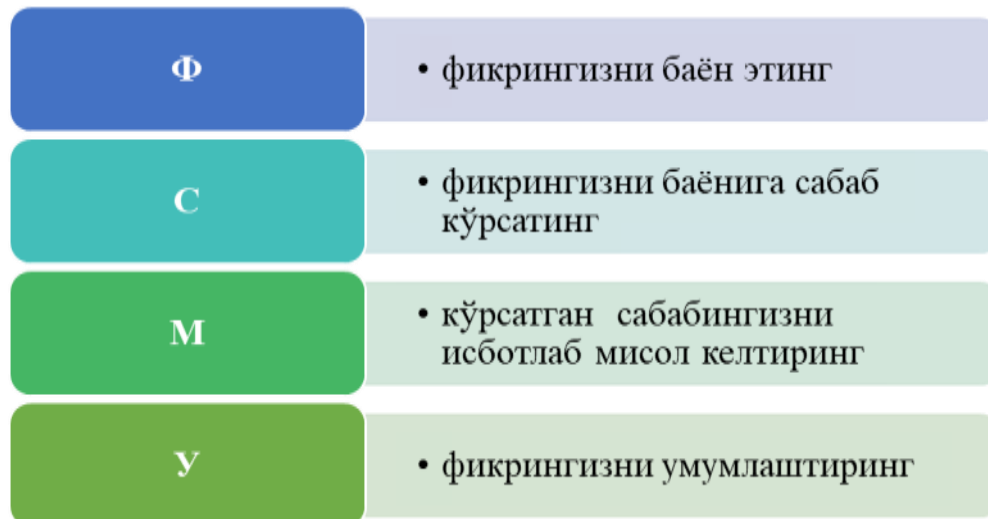 Ф
• фикрингизни баён этинг
С
• фикрингизни баёнига сабаб
кўрсатинг
М
• кўрсатган сабабингизни
исботлаб мисол келтиринг
У
• фикрингизни умумлаштиринг